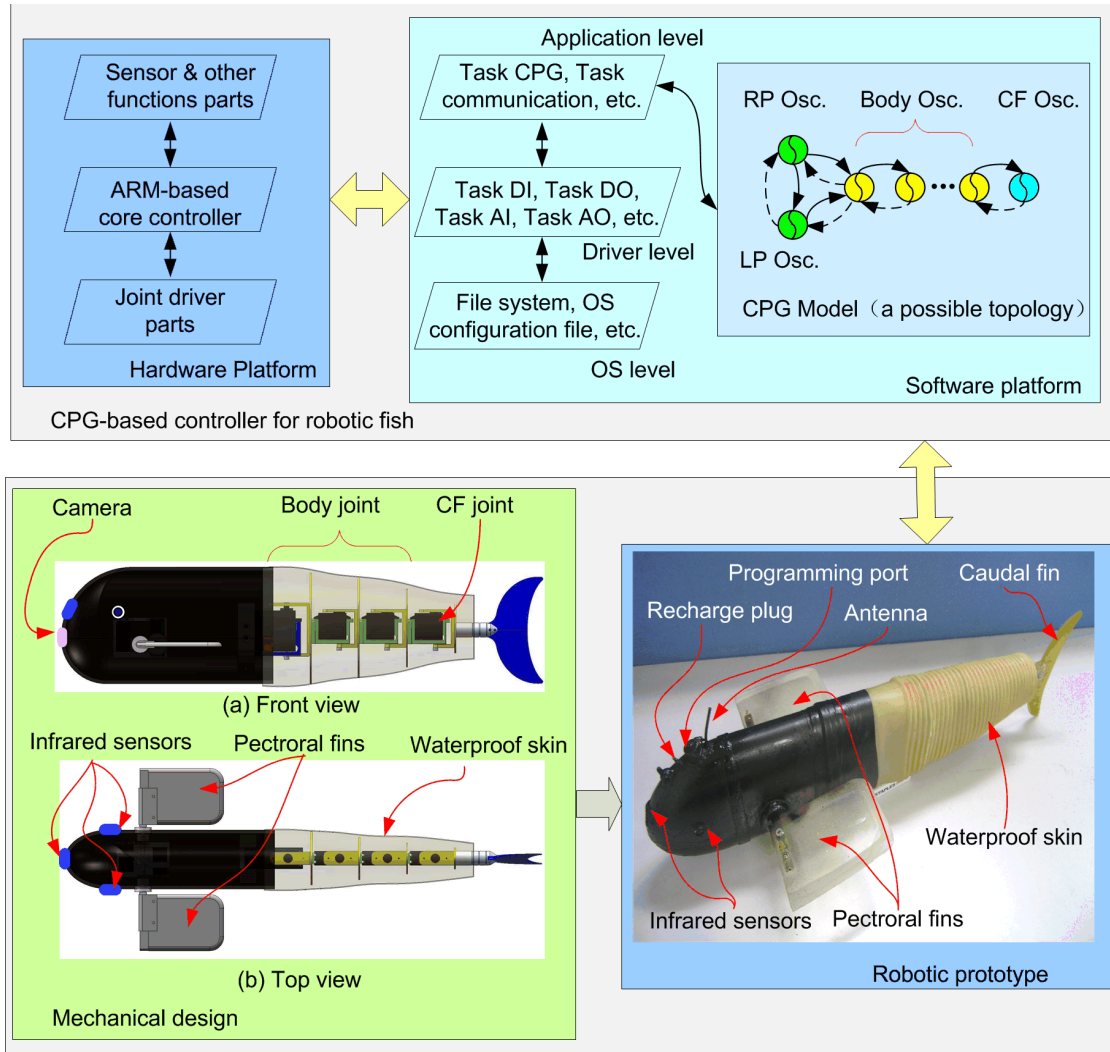 Application level
Sensor & other
functions parts
ARM-based
core controller
Joint driver
parts
Hardware Platform
Task CPG, Task
communication, etc.
Task DI, Task DO,
Task AI, Task AO, etc.
Driver level
File system, OS
configuration file, etc.
OS level
RP Osc.
Body Osc.
CF Osc.
LP Osc.
CPG Model（a possible topology）
Software platform
CPG-based controller for robotic fish
Camera
Body joint
CF joint
(a) Front view
Infrared sensors
Pectroral fins
Waterproof skin
(b) Top view
Mechanical design
Programming port
Caudal fin
Recharge plug
Antenna
Waterproof skin
Infrared sensors
Pectroral fins
Robotic prototype